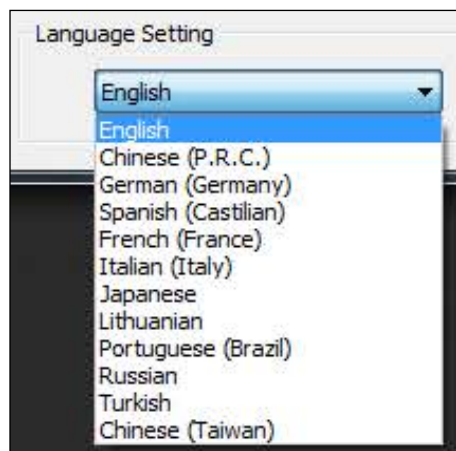 Language Setting
English
English
Chinese (P.R.C.)
German (Germany)
Spanish (Castilian)
French (France)
Italian (Italy)
Japanese
Lithuanian
Portuguese (Brazil)
Russian
Turkish
Chinese (Taiwan)